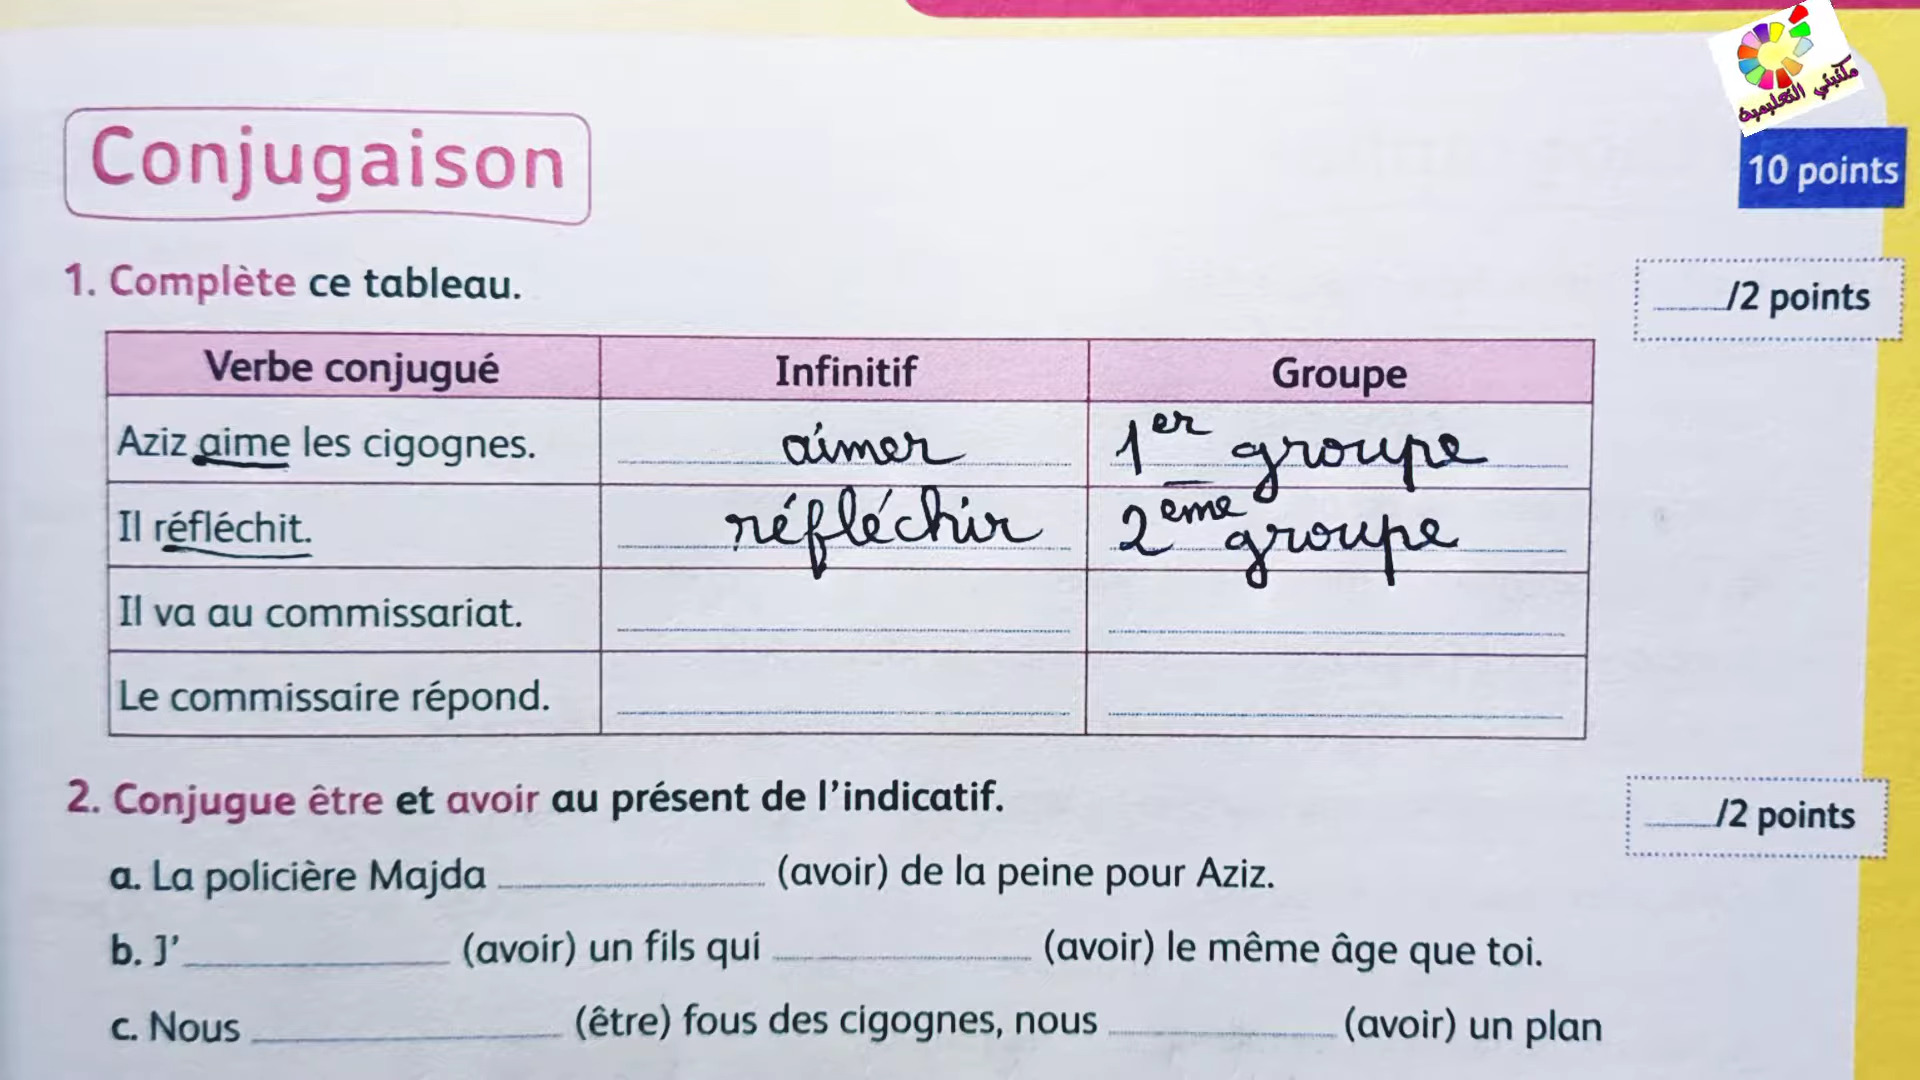 مكتبتي التعليمية
Conjugaison
10 points
1. Complète ce tableau.
/2 points
Verbe conjugué Infinitif Groupe
Aziz aime les cigognes. aimer 1er groupe
Il réfléchit. réfléchir 2ème groupe
Il va au commissariat.
Le commissaire répond.
2. Conjugue être et avoir au présent de l'indicatif.
/2 points
a. La policière Majda (avoir) de la peine pour Aziz.
b. J' (avoir) un fils qui (avoir) le même âge que toi.
c. Nous (être) fous des cigognes, nous (avoir) un plan